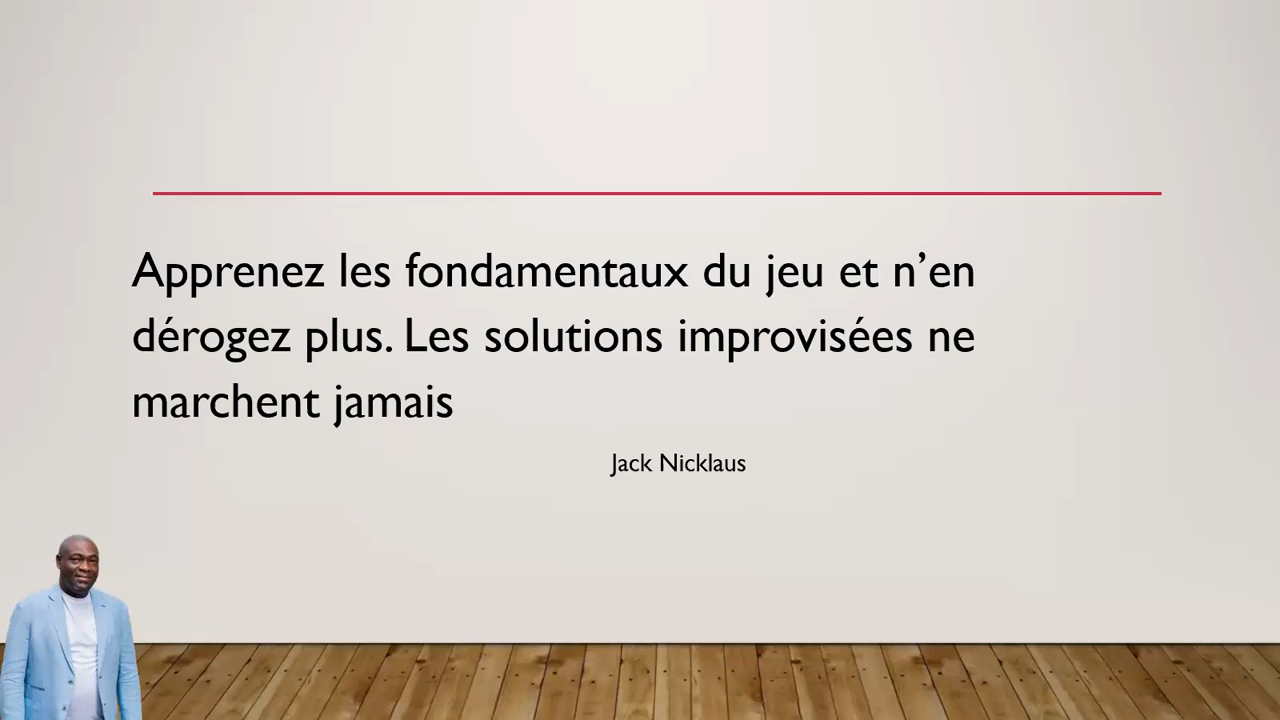 Apprenez les fondamentaux du jeu et n’en
dérogez plus. Les solutions improvisées ne
marchent jamais
Jack Nicklaus